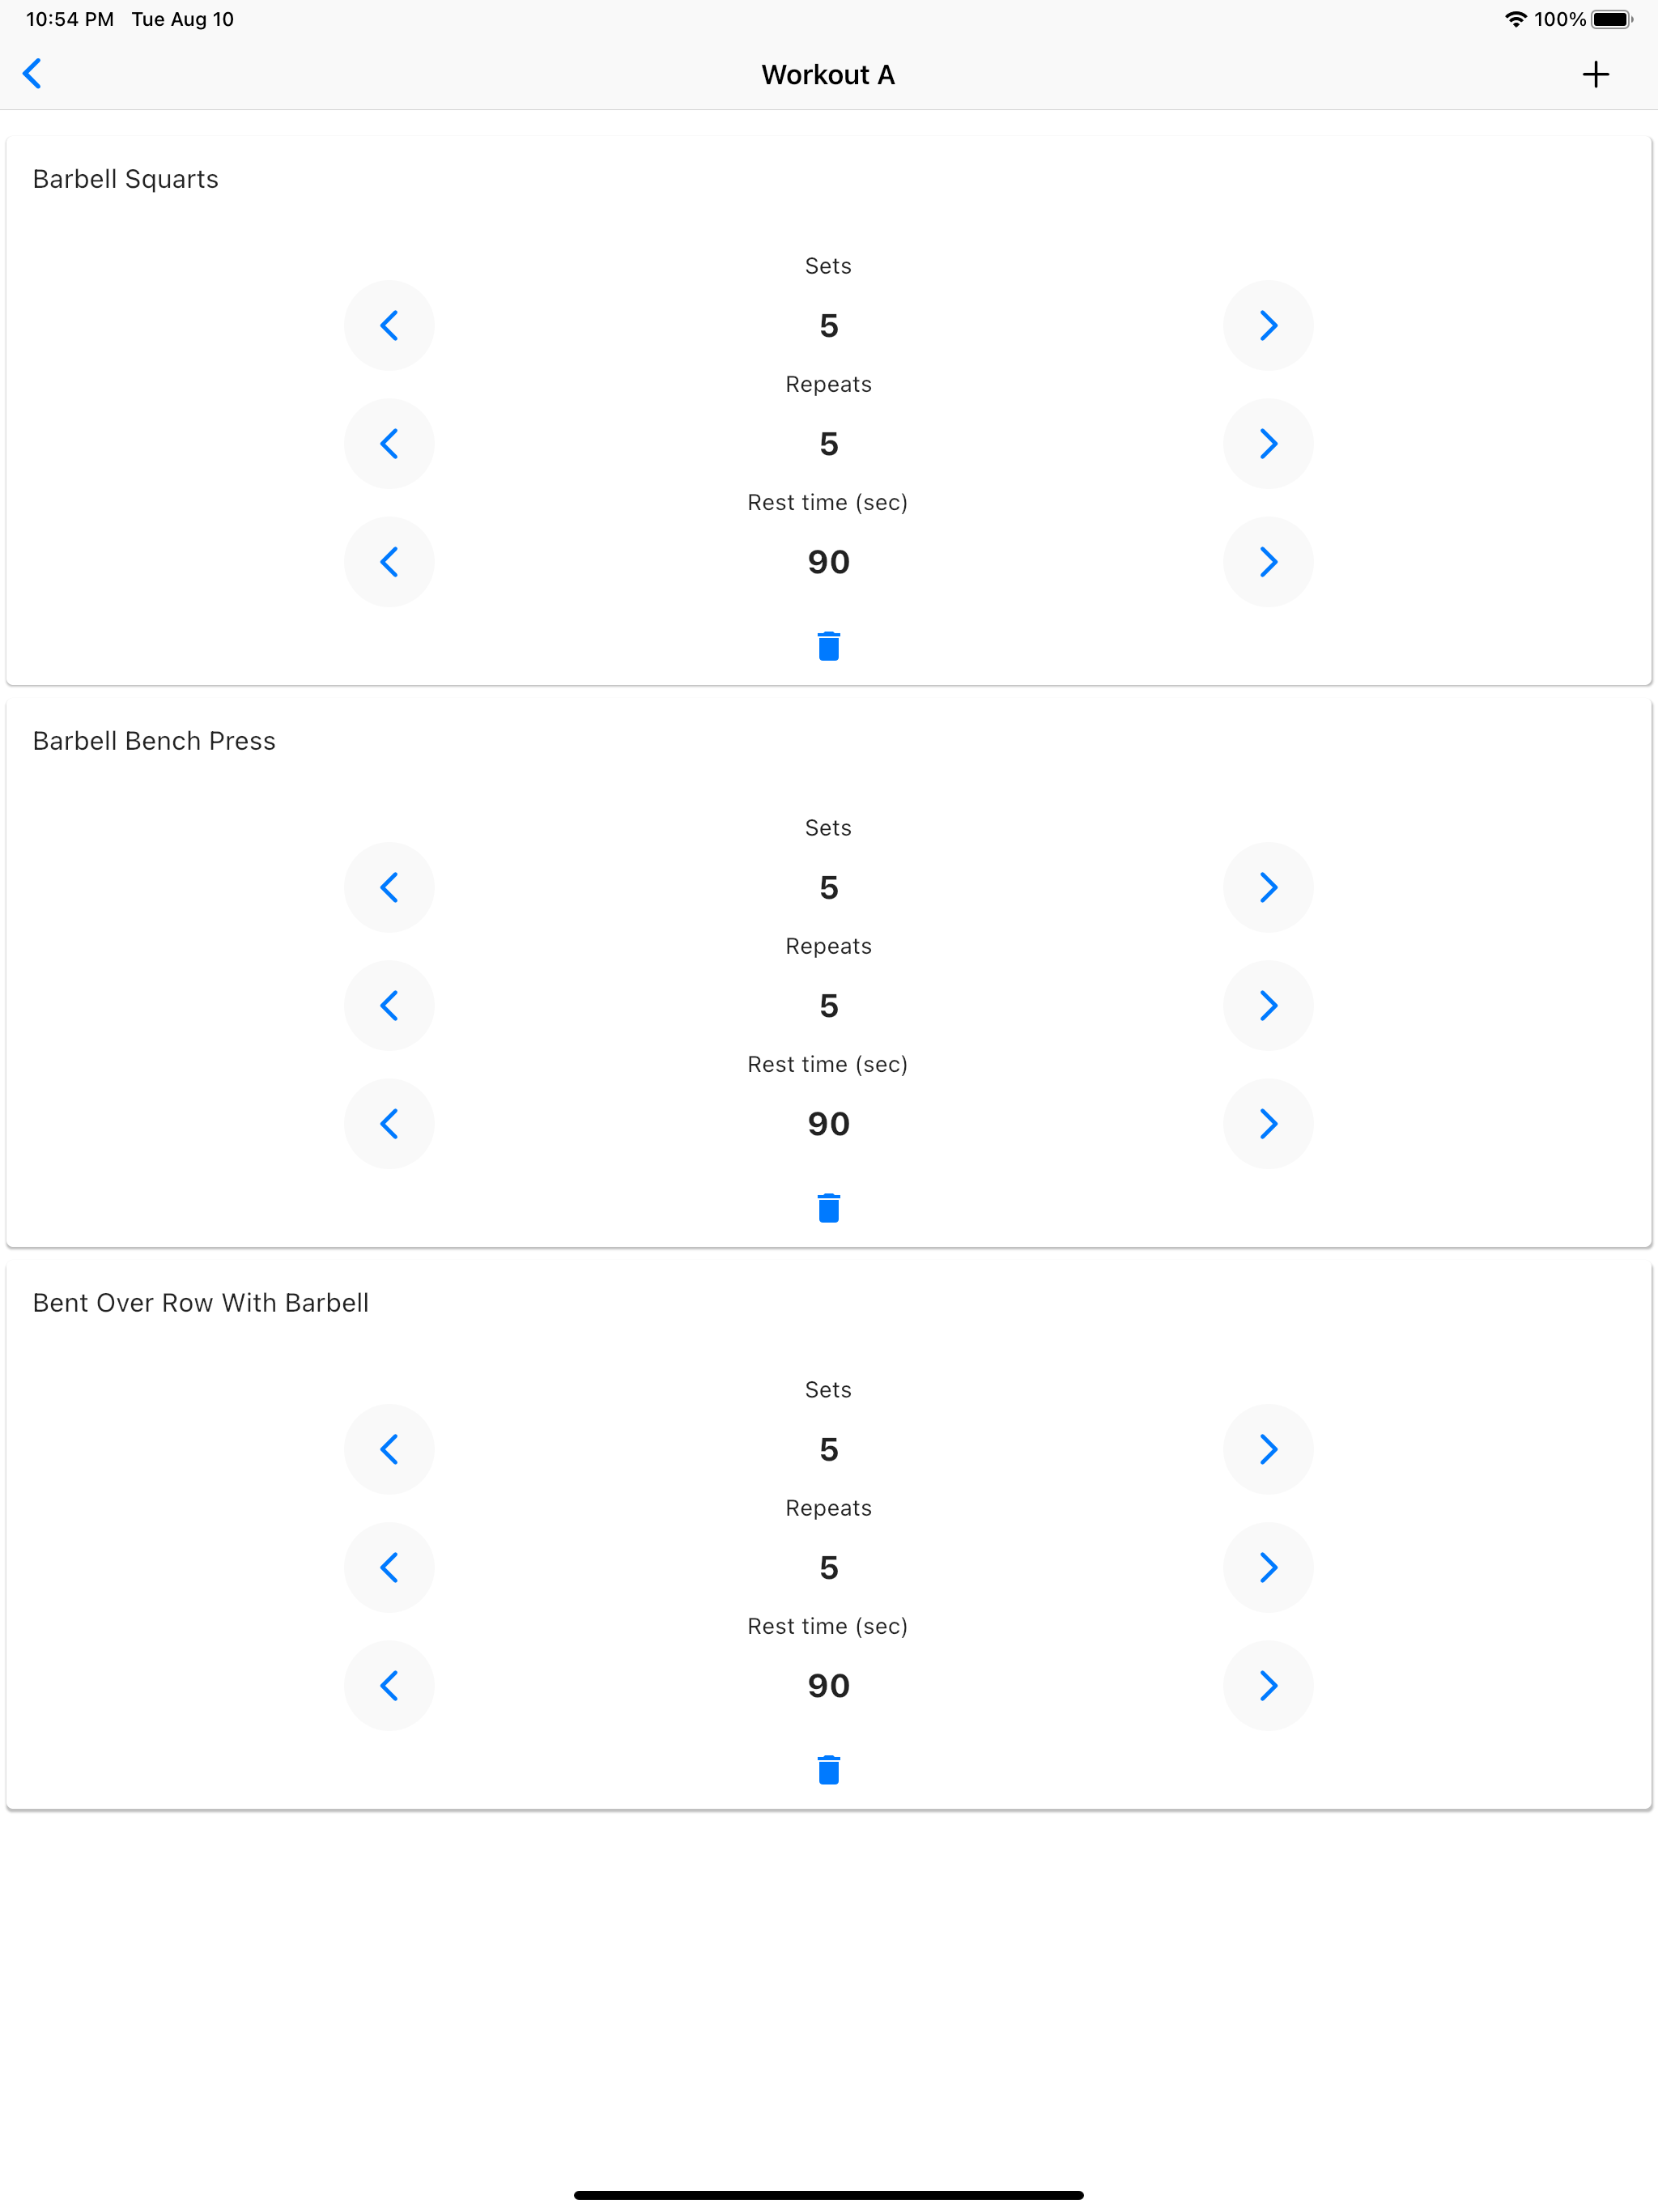 10:54 PM Tue Aug 10 100%
Workout A
Barbell Squarts
Sets
5
Repeats
5
Rest time (sec)
90
Barbell Bench Press
Sets
5
Repeats
5
Rest time (sec)
90
Bent Over Row With Barbell
Sets
5
Repeats
5
Rest time (sec)
90